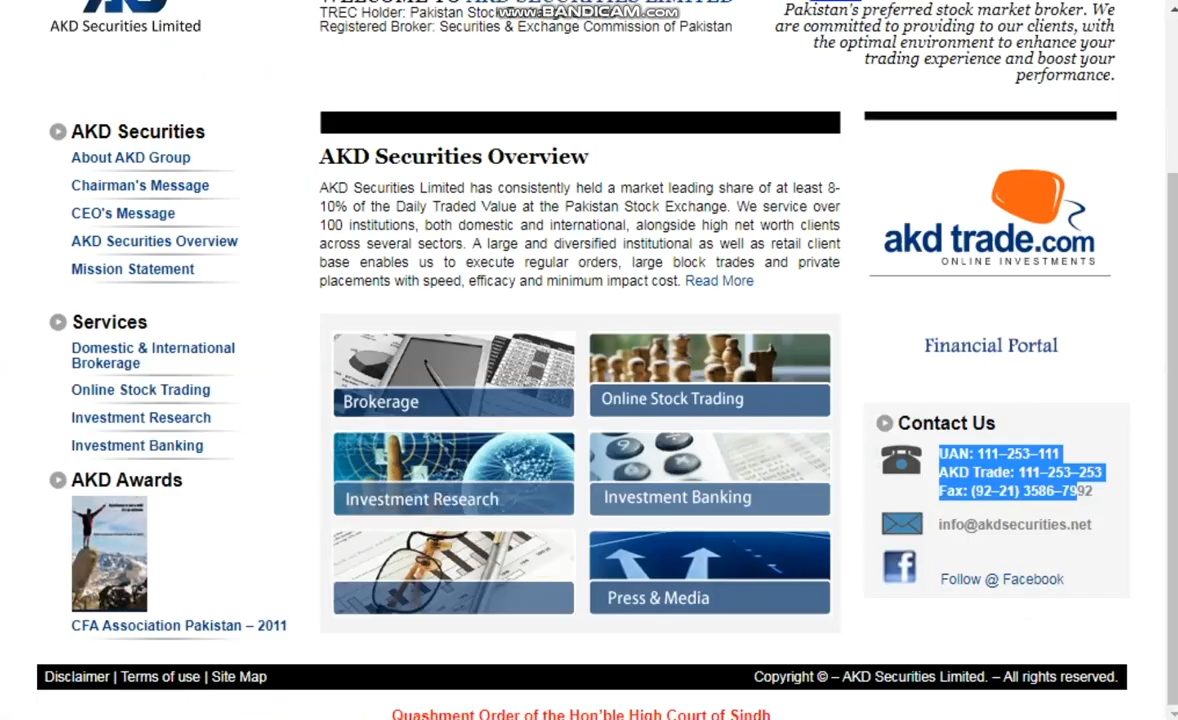 AKD Securities Limited
WELCOME TO AKD SECURITIES LIMITED
TREC Holder: Pakistan Stoc
www.BANDICAM.com
Registered Broker: Securities & Exchange Commission of Pakistan
Pakistan's preferred stock market broker. We
are committed to providing to our clients, with
the optimal environment to enhance your
trading experience and boost your
performance.
AKD Securities
About AKD Group
Chairman's Message
CEO's Message
AKD Securities Overview
Mission Statement
Services
Domestic & International
Brokerage
Online Stock Trading
Investment Research
Investment Banking
AKD Awards
CFA Association Pakistan – 2011
AKD Securities Overview
AKD Securities Limited has consistently held a market leading share of at least 8-
10% of the Daily Traded Value at the Pakistan Stock Exchange. We service over
100 institutions, both domestic and international, alongside high net worth clients
across several sectors. A large and diversified institutional as well as retail client
base enables us to execute regular orders, large block trades and private
placements with speed, efficacy and minimum impact cost. Read More
Brokerage
Online Stock Trading
Investment Research
Investment Banking
Press & Media
akd trade.com
ONLINE INVESTMENTS
Financial Portal
Contact Us
UAN: 111–253–111
AKD Trade: 111–253–253
Fax: (92–21) 3586–7992
info@akdsecurities.net
Follow @ Facebook
Disclaimer | Terms of use | Site Map
Copyright © – AKD Securities Limited. – All rights reserved.
Quashment Order of the Hon'ble High Court of Sindh